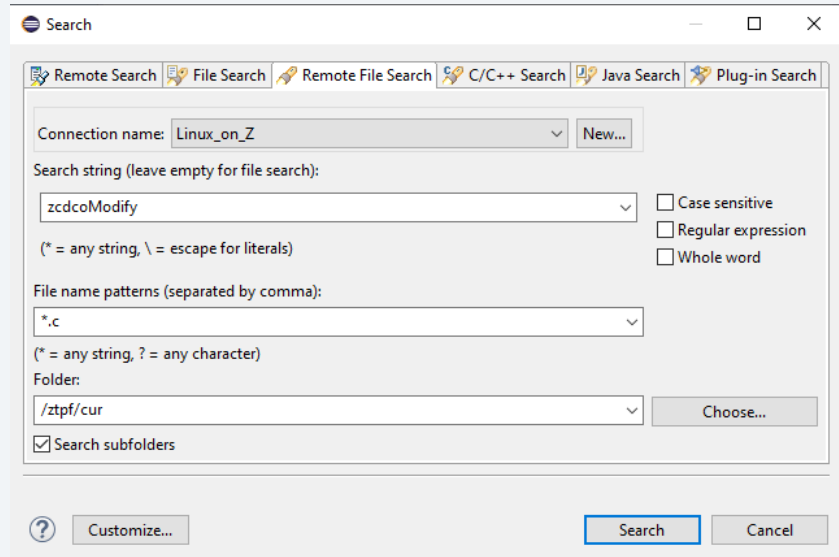 Search
Remote Search File Search Remote File Search C/C++ Search Java Search Plug-in Search
Connection name: Linux_on_Z New...
Search string (leave empty for file search):
zcdcoModify
Case sensitive
(* = any string, \ = escape for literals)
Regular expression
Whole word
File name patterns (separated by comma):
*.c
(* = any string, ? = any character)
Folder:
/ztpf/cur Choose...
Search subfolders
? Customize... Search Cancel